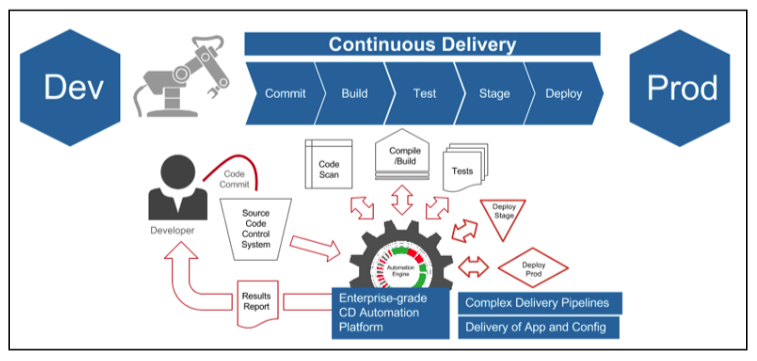 Continuous Delivery
Dev
Prod
Commit
Build
Test
Stage
Deploy
Code
Scan
Compile
/Build
Tests
Code
Commit
Developer
Source
Code
Control
System
Deploy
Stage
Automation
Engine
Deploy
Prod
Results
Report
Enterprise-grade
CD Automation
Platform
Complex Delivery Pipelines
Delivery of App and Config